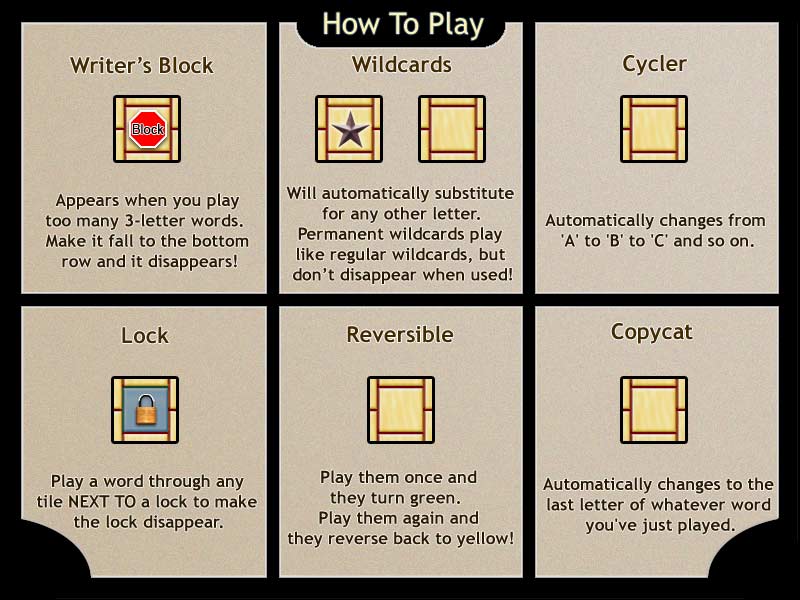 How To Play
Writer's Block
Block
Appears when you play
too many 3-letter words.
Make it fall to the bottom
row and it disappears!
Wildcards
Will automatically substitute
for any other letter.
Permanent wildcards play
like regular wildcards, but
don't disappear when used!
Cycler
Automatically changes from
'A' to 'B' to 'C' and so on.
Lock
Play a word through any
tile NEXT TO a lock to make
the lock disappear.
Reversible
Play them once and
they turn green.
Play them again and
they reverse back to yellow!
Copycat
Automatically changes to the
last letter of whatever word
you've just played.